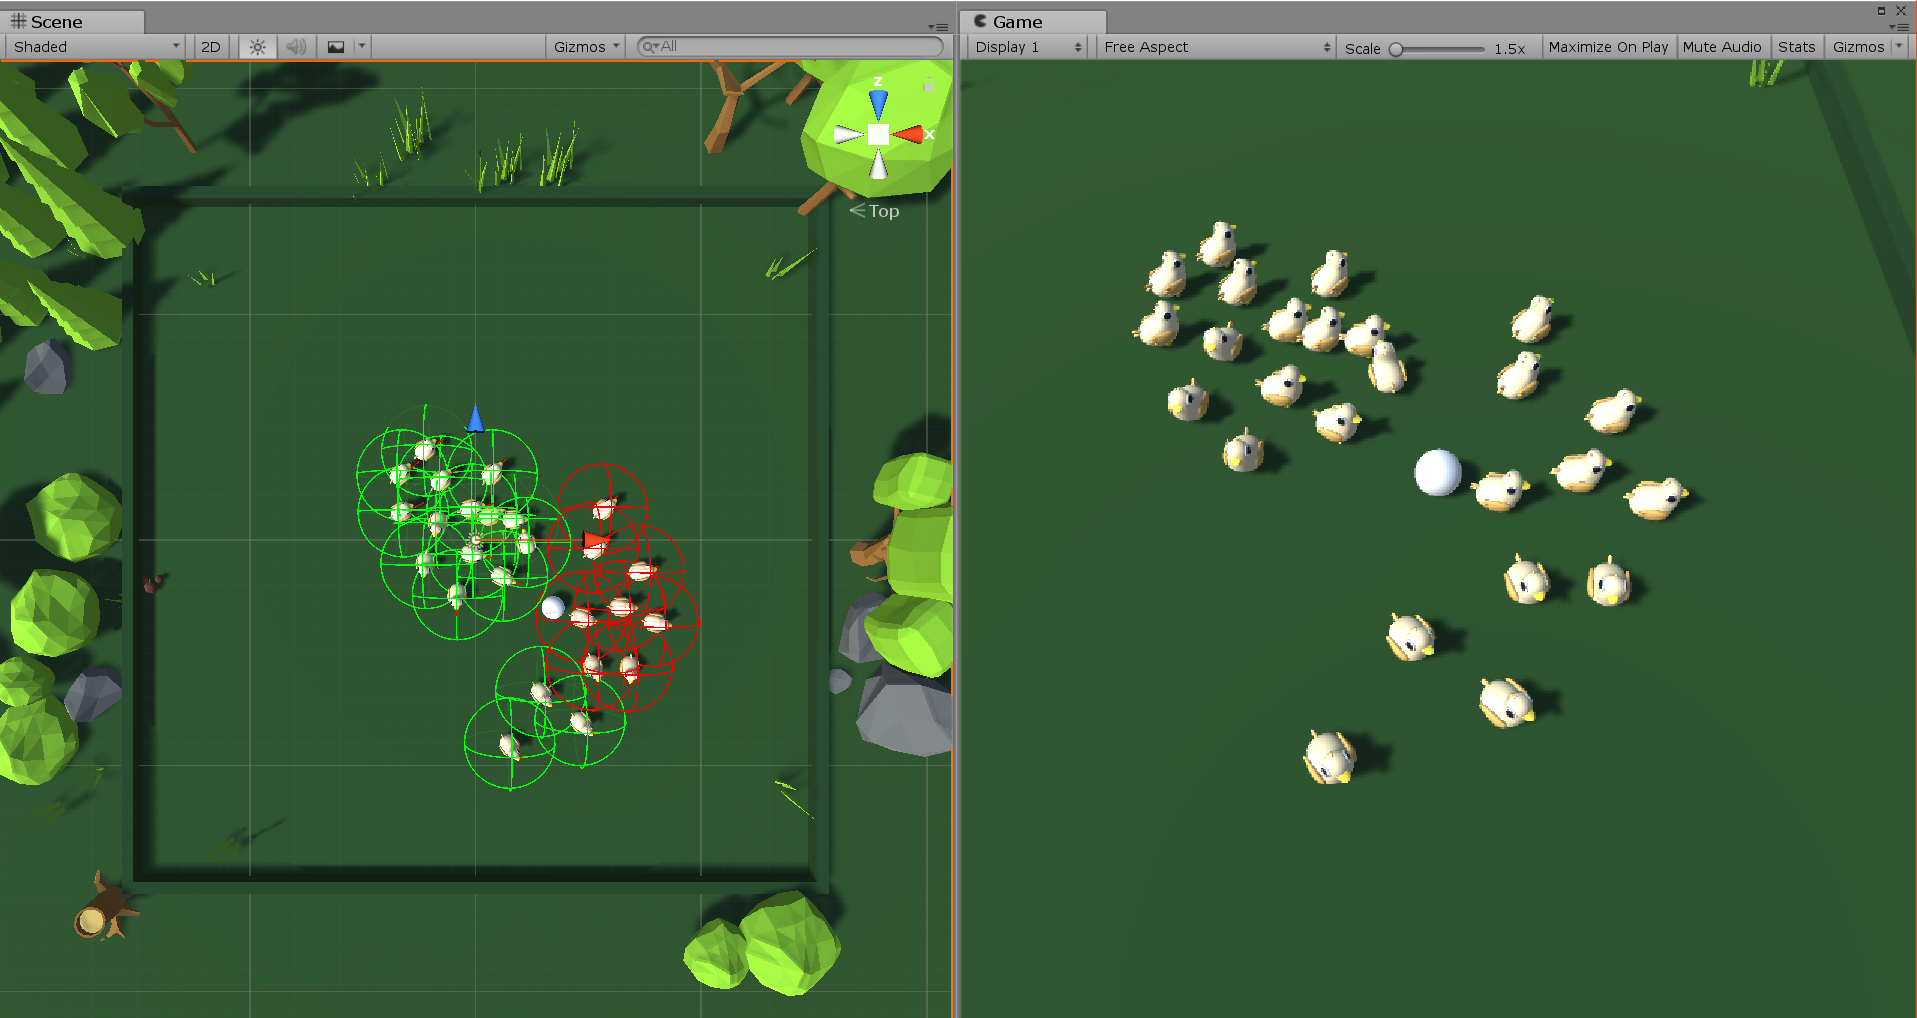 Scene
Shaded 2D Gizmos All
z
x
Top
Game
Display 1 Free Aspect Scale 1.5x Maximize On Play Mute Audio Stats Gizmos